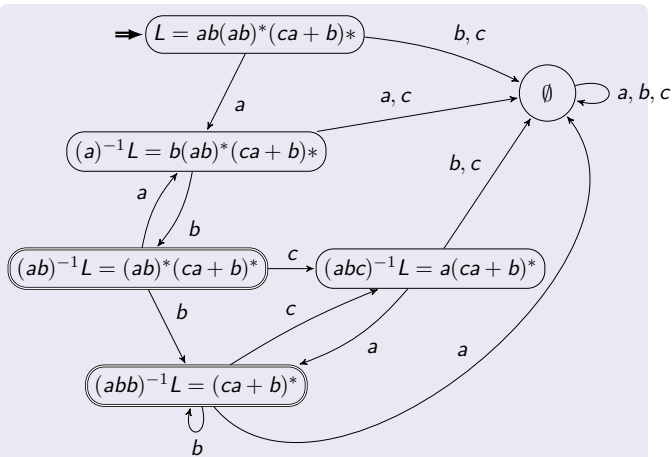 ⇒ L = ab(ab)*(ca + b)*
b, c
∅
a, b, c
a
a, c
(a)⁻¹L = b(ab)*(ca + b)*
b, c
a
b
(ab)⁻¹L = (ab)*(ca + b)*
c
(abc)⁻¹L = a(ca + b)*
b
c
a
a
(abb)⁻¹L = (ca + b)*
b